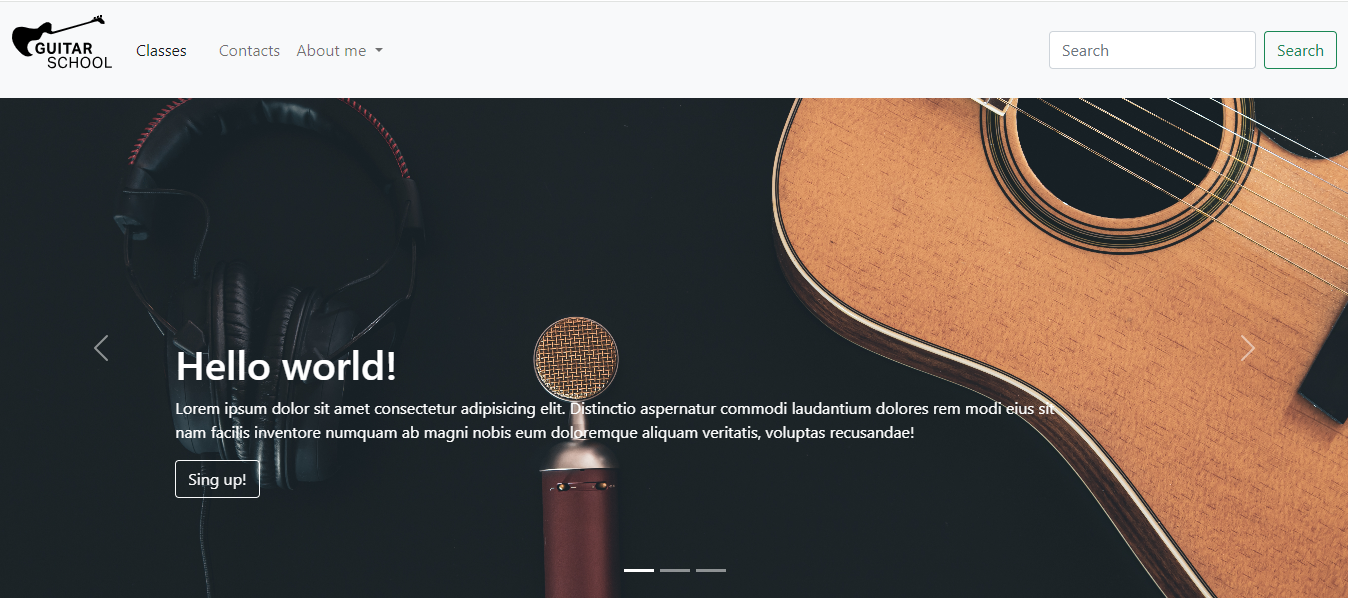 GUITAR
SCHOOL
Classes
Contacts
About me
Search
Search
Hello world!
Lorem ipsum dolor sit amet consectetur adipisicing elit. Distinctio aspernatur commodi laudantium dolores rem modi eius sit
nam facilis inventore numquam ab magni nobis eum doloremque aliquam veritatis, voluptas recusandae!
Sing up!